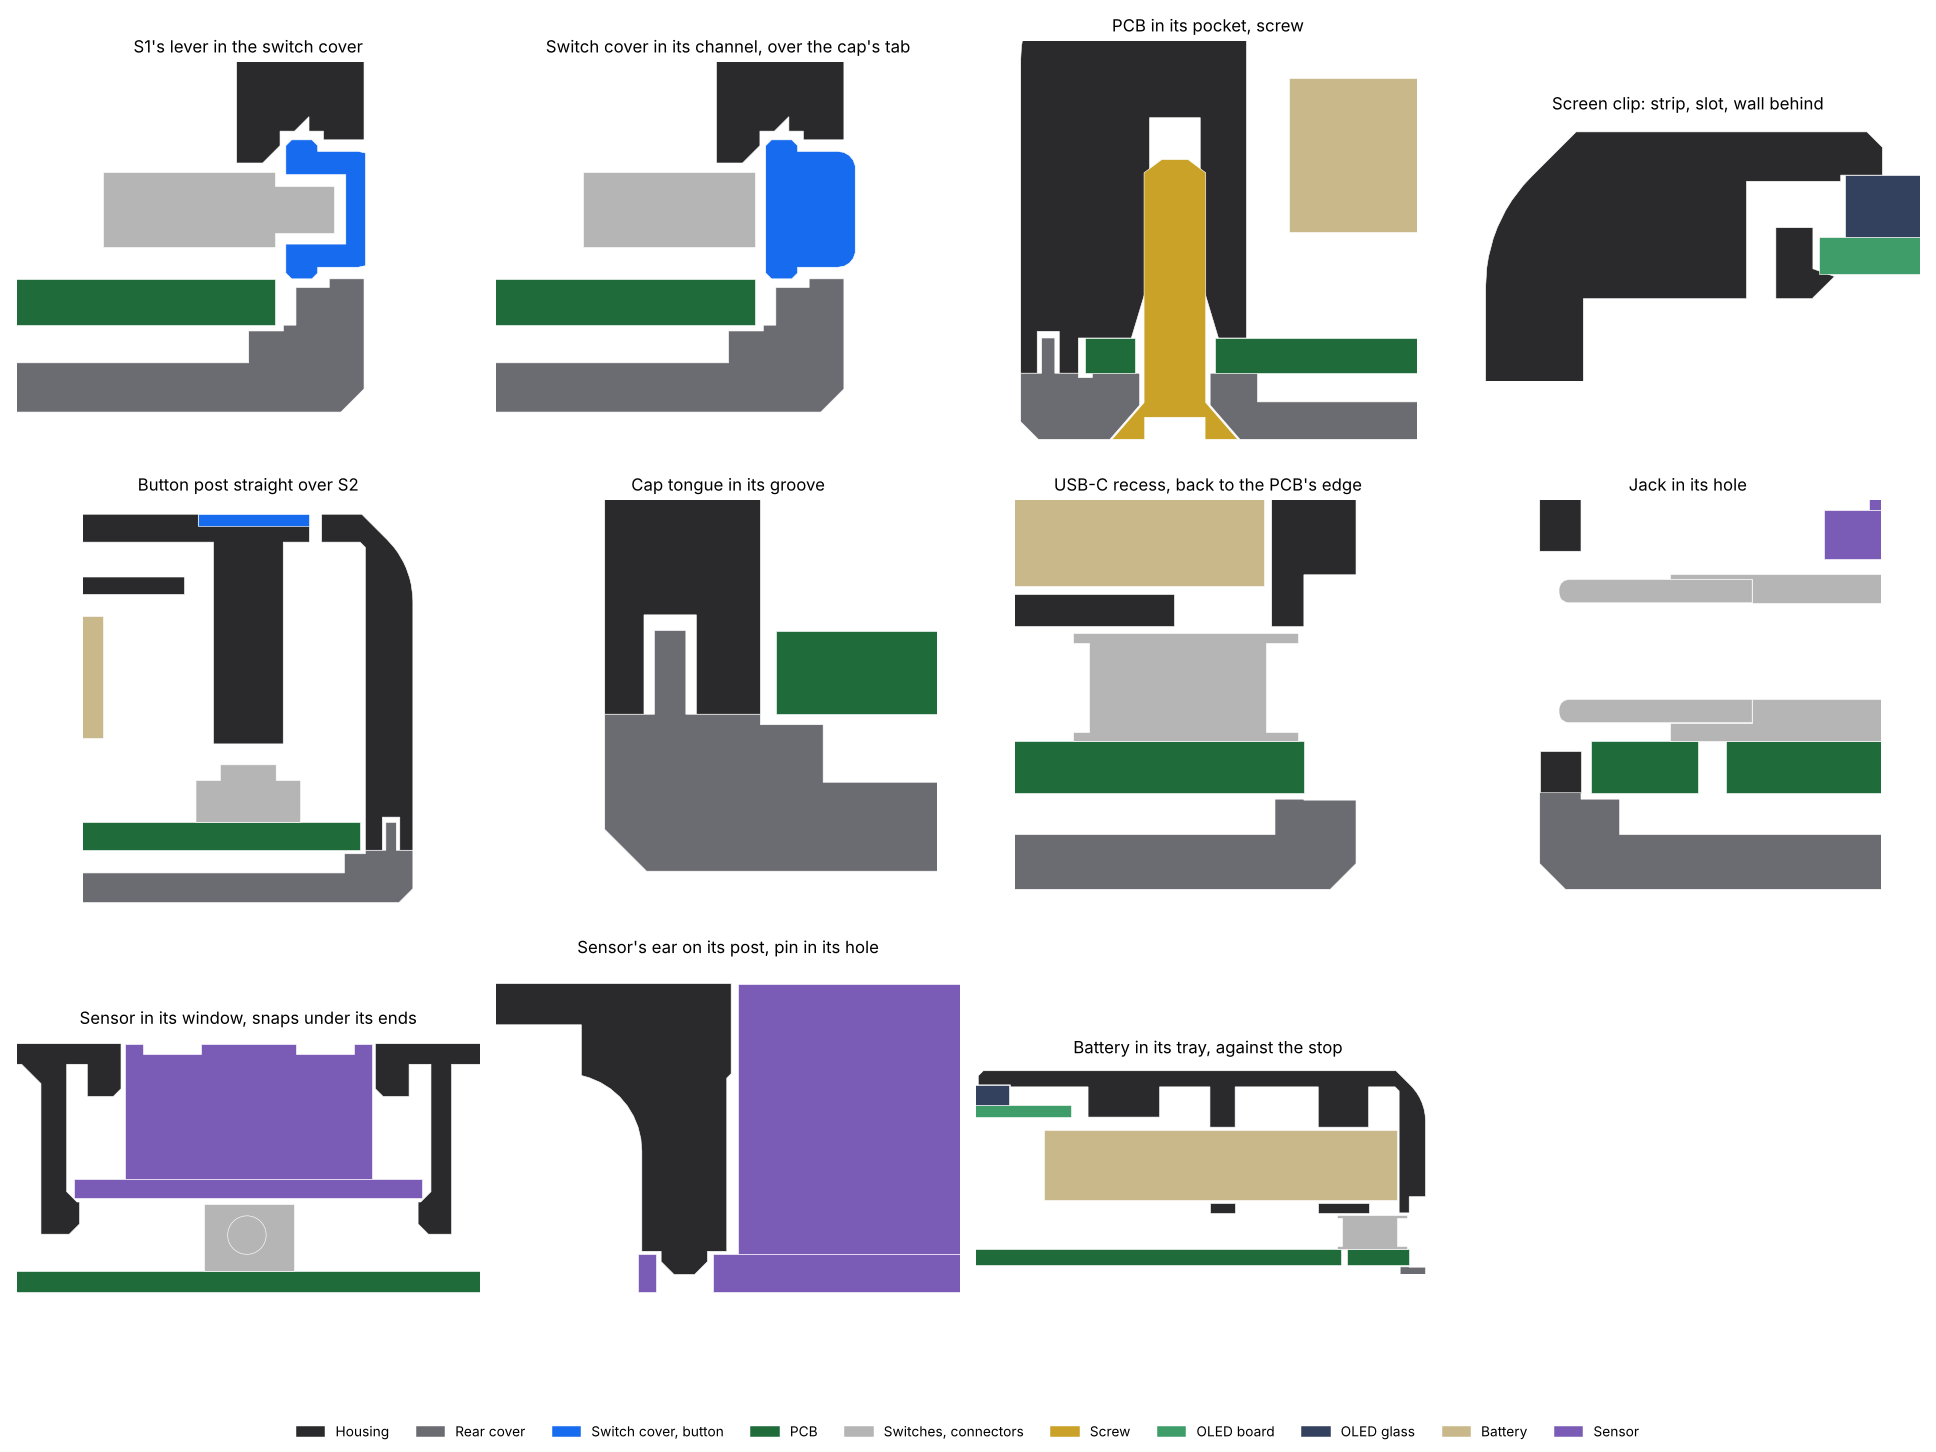 PCB in its pocket, screw
S1's lever in the switch cover
Switch cover in its channel, over the cap's tab
Screen clip: strip, slot, wall behind
Button post straight over S2
Cap tongue in its groove
USB-C recess, back to the PCB's edge
Jack in its hole
Sensor's ear on its post, pin in its hole
Sensor in its window, snaps under its ends
Battery in its tray, against the stop
Housing
Rear cover
Switch cover, button
PCB
Switches, connectors
Screw
OLED board
OLED glass
Battery
Sensor